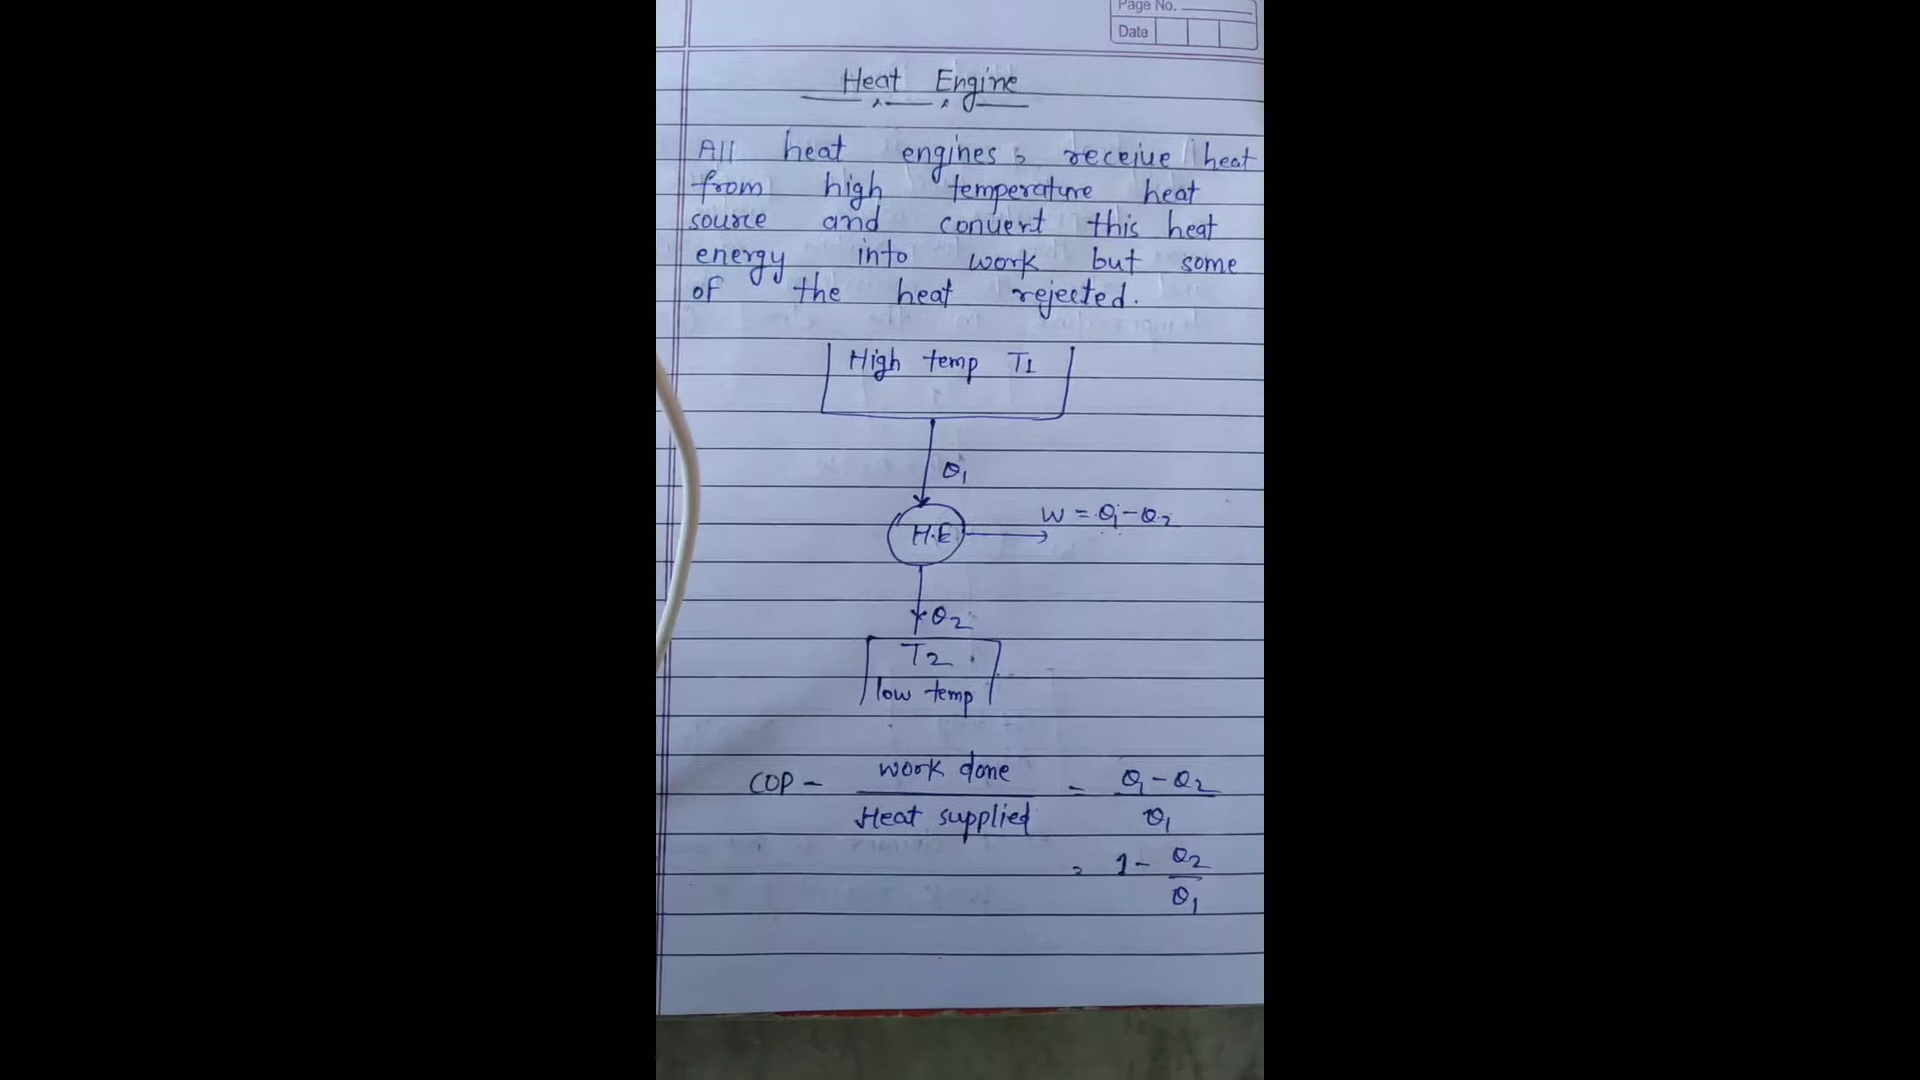 Page No.
Date
Heat Engine
All heat engines, receive heat
from high temperature heat
source and convert this heat
energy into work but some
of the heat rejected.
High temp T1
Q1
H.E
W = Q1 - Q2
Q2
T2
low temp
COP - work done / Heat supplied = Q1 - Q2 / Q1
= 1 - Q2 / Q1